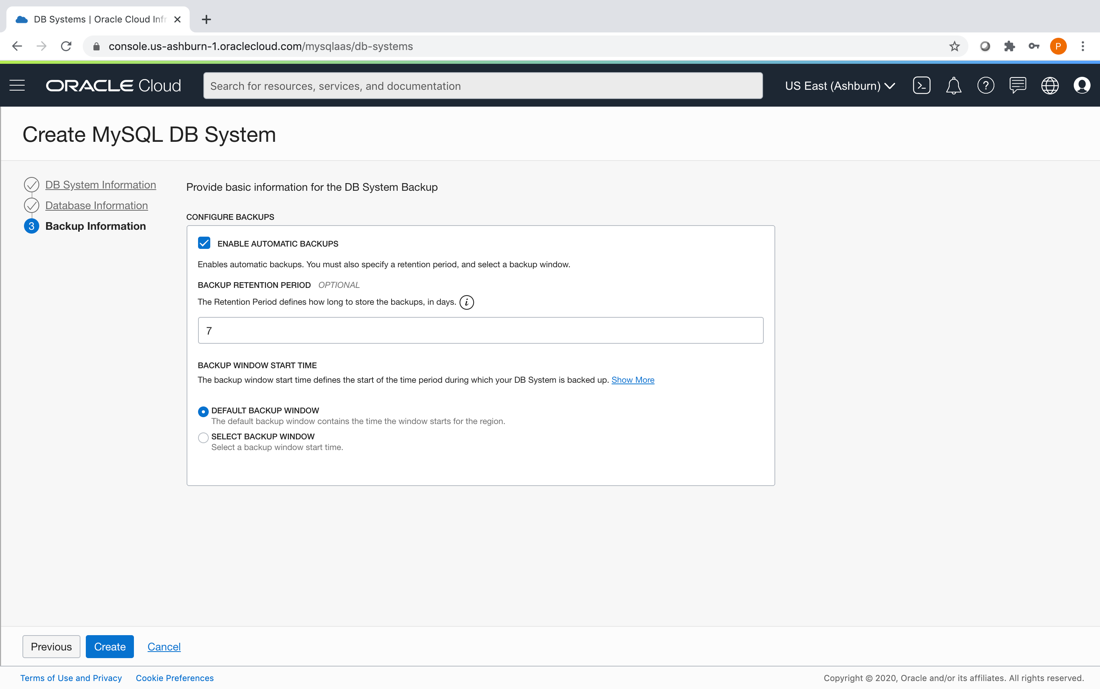 DB Systems | Oracle Cloud Infr
console.us-ashburn-1.oraclecloud.com/mysqlaas/db-systems
P
ORACLE Cloud
Search for resources, services, and documentation
US East (Ashburn)
Create MySQL DB System
DB System Information
Database Information
3 Backup Information
Provide basic information for the DB System Backup
CONFIGURE BACKUPS
ENABLE AUTOMATIC BACKUPS
Enables automatic backups. You must also specify a retention period, and select a backup window.
BACKUP RETENTION PERIOD OPTIONAL
The Retention Period defines how long to store the backups, in days. i
7
BACKUP WINDOW START TIME
The backup window start time defines the start of the time period during which your DB System is backed up. Show More
DEFAULT BACKUP WINDOW
The default backup window contains the time the window starts for the region.
SELECT BACKUP WINDOW
Select a backup window start time.
Previous Create Cancel
Terms of Use and Privacy Cookie Preferences
Copyright © 2020, Oracle and/or its affiliates. All rights reserved.